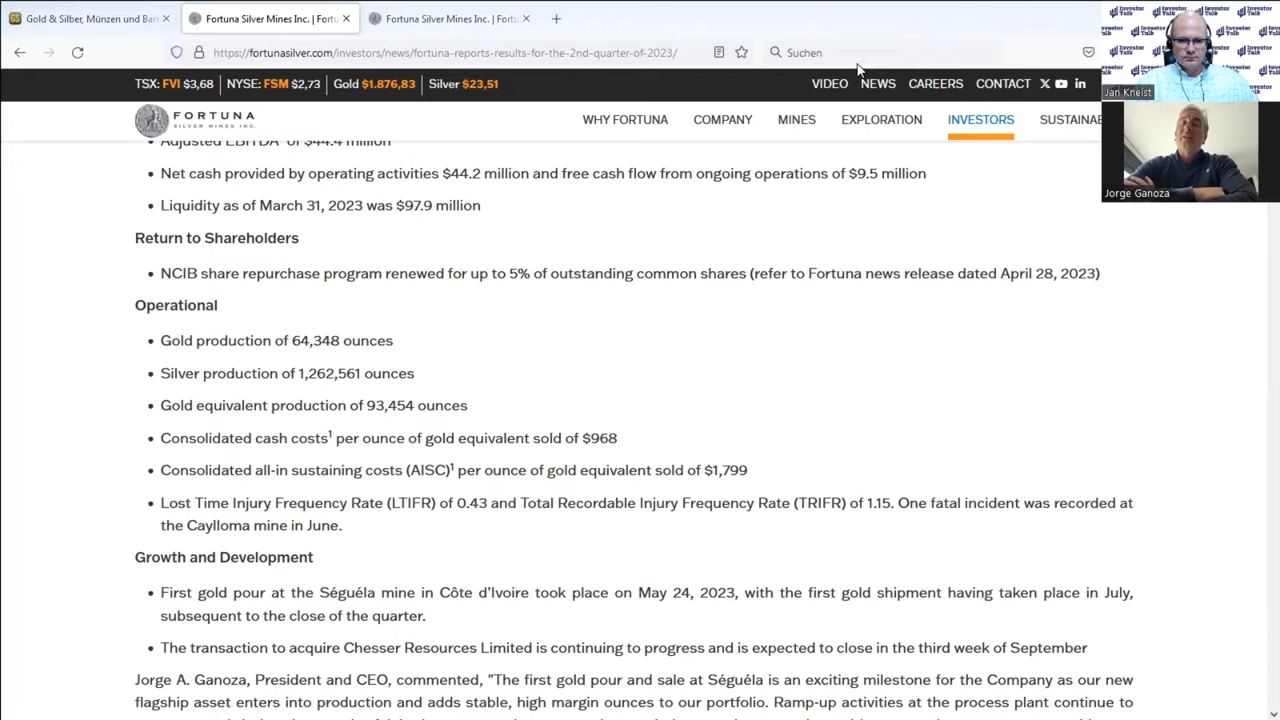 Gold & Silber, Münzen und Bar
Fortuna Silver Mines Inc. | Fortu
Fortuna Silver Mines Inc. | Fortu
https://fortunasilver.com/investors/news/fortuna-reports-results-for-the-2nd-quarter-of-2023/
Suchen
TSX: FVI $3,68 NYSE: FSM $2,73 Gold $1.876,83 Silver $23,51
VIDEO NEWS CAREERS CONTACT
FORTUNA
SILVER MINES INC.
WHY FORTUNA COMPANY MINES EXPLORATION INVESTORS SUSTAINAB
Investor Talk
Jan Kneist
Jorge Ganoza
Adjusted EBITDA¹ of $44.4 million
• Net cash provided by operating activities $44.2 million and free cash flow from ongoing operations of $9.5 million
• Liquidity as of March 31, 2023 was $97.9 million
Return to Shareholders
• NCIB share repurchase program renewed for up to 5% of outstanding common shares (refer to Fortuna news release dated April 28, 2023)
Operational
• Gold production of 64,348 ounces
• Silver production of 1,262,561 ounces
• Gold equivalent production of 93,454 ounces
• Consolidated cash costs¹ per ounce of gold equivalent sold of $968
• Consolidated all-in sustaining costs (AISC)¹ per ounce of gold equivalent sold of $1,799
• Lost Time Injury Frequency Rate (LTIFR) of 0.43 and Total Recordable Injury Frequency Rate (TRIFR) of 1.15. One fatal incident was recorded at
the Caylloma mine in June.
Growth and Development
• First gold pour at the Séguéla mine in Côte d'Ivoire took place on May 24, 2023, with the first gold shipment having taken place in July,
subsequent to the close of the quarter.
• The transaction to acquire Chesser Resources Limited is continuing to progress and is expected to close in the third week of September
Jorge A. Ganoza, President and CEO, commented, "The first gold pour and sale at Séguéla is an exciting milestone for the Company as our new
flagship asset enters into production and adds stable, high margin ounces to our portfolio. Ramp-up activities at the process plant continue to